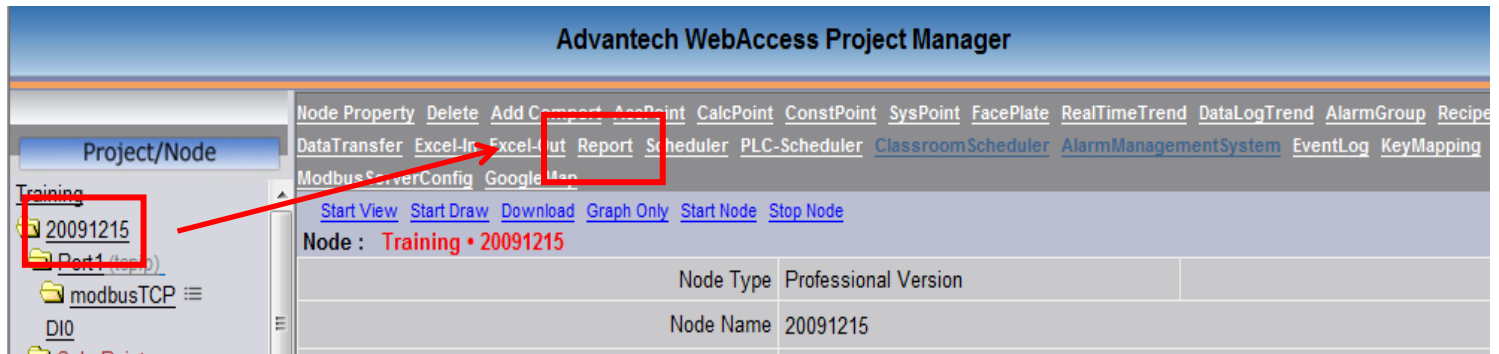 Advantech WebAccess Project Manager
Node Property Delete Add Comport AccPoint CalcPoint ConstPoint SysPoint FacePlate RealTimeTrend DataLogTrend AlarmGroup Recipe
Project/Node
DataTransfer Excel-In Excel-Out Report Scheduler PLC-Scheduler ClassroomScheduler AlarmManagementSystem EventLog KeyMapping
ModbusServerConfig GoogleMap
Training
Start View Start Draw Download Graph Only Start Node Stop Node
20091215
Node : Training • 20091215
Port1 (tcpip)
Node Type Professional Version
modbusTCP
Node Name 20091215
DI0